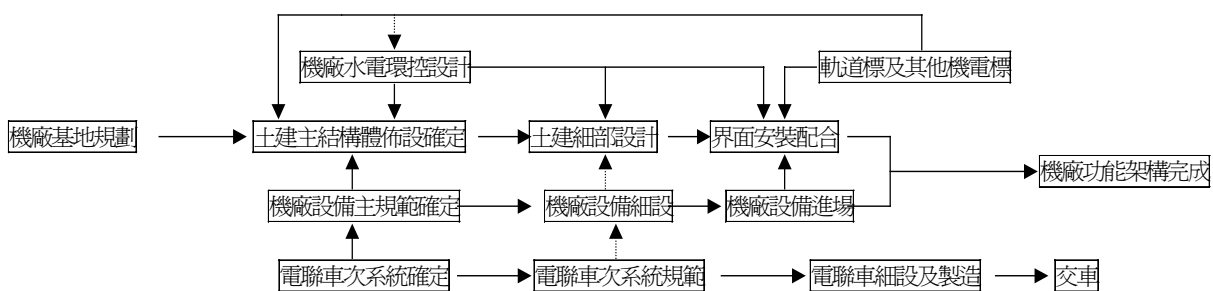 機廠水電環控設計
軌道標及其他機電標
機廠基地規劃
土建主結構體佈設確定
土建細部設計
界面安裝配合
機廠功能架構完成
機廠設備主規範確定
機廠設備細設
機廠設備進場
電聯車次系統確定
電聯車次系統規範
電聯車細設及製造
交車